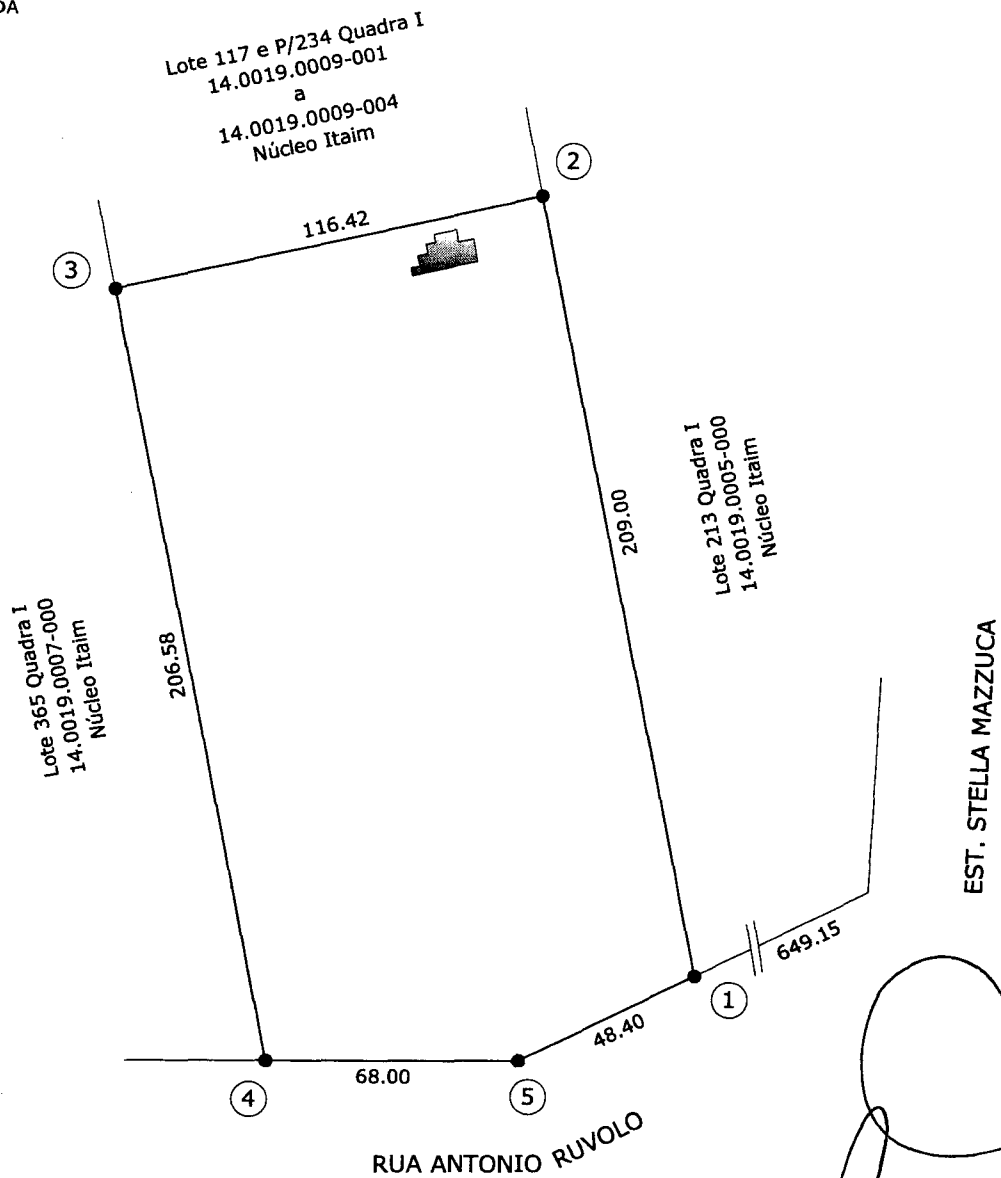 Lote 117 e P/234 Quadra I
14.0019.0009-001
a
14.0019.0009-004
Núcleo Itaim
2
116.42
3
Lote 213 Quadra I
14.0019.0005-000
Núcleo Itaim
209.00
Lote 365 Quadra I
14.0019.0007-000
Núcleo Itaim
206.58
EST. STELLA MAZZUCA
649.15
1
48.40
68.00
4
5
RUA ANTONIO RUVOLO